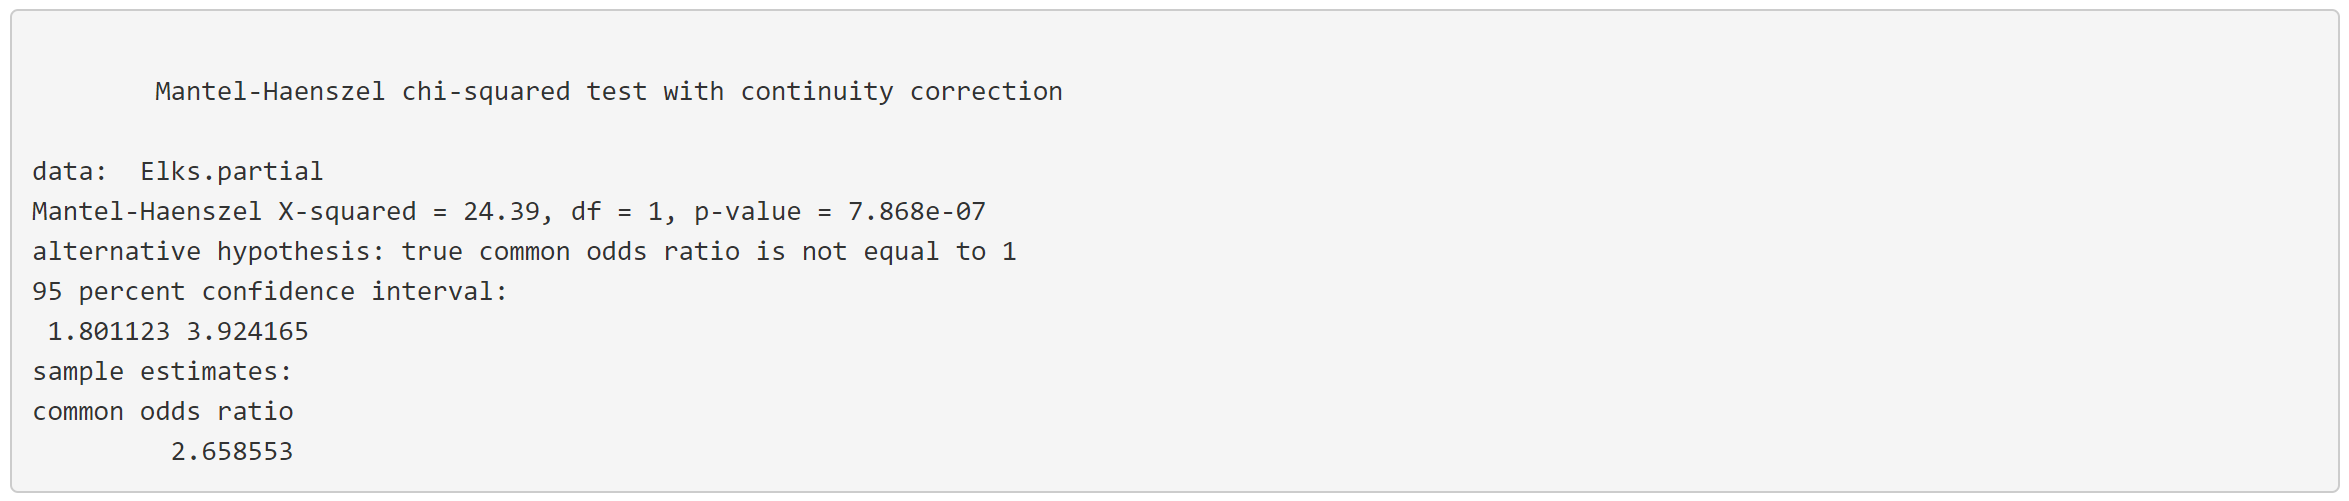 Mantel-Haenszel chi-squared test with continuity correction
data:  Elks.partial
Mantel-Haenszel X-squared = 24.39, df = 1, p-value = 7.868e-07
alternative hypothesis: true common odds ratio is not equal to 1
95 percent confidence interval:
1.801123 3.924165
sample estimates:
common odds ratio
2.658553